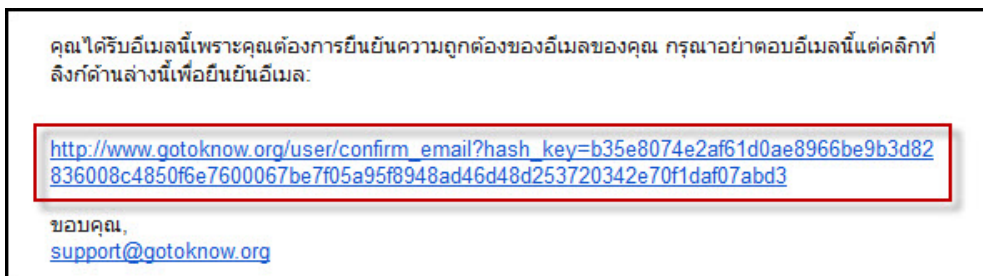 คุณได้รับอีเมลนี้เพราะคุณต้องการยืนยันความถูกต้องของอีเมลของคุณ กรุณาอย่าตอบอีเมลนี้แต่คลิกที่
ลิงก์ด้านล่างนี้เพื่อยืนยันอีเมล:
http://www.gotoknow.org/user/confirm_email?hash_key=b35e8074e2af61d0ae8966be9b3d82
836008c4850f6e7600067be7f05a95f8948ad46d48d253720342e70f1daf07abd3
ขอบคุณ,
support@gotoknow.org